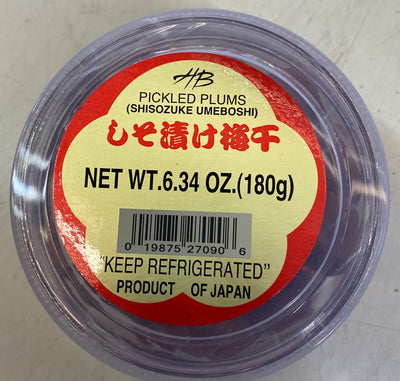 HB
PICKLED PLUMS
(SHISOZUKE UMEBOSHI)
しそ漬け梅干
NET WT.6.34 OZ.(180g)
0 19875 27090 6
"KEEP REFRIGERATED"
PRODUCT OF JAPAN